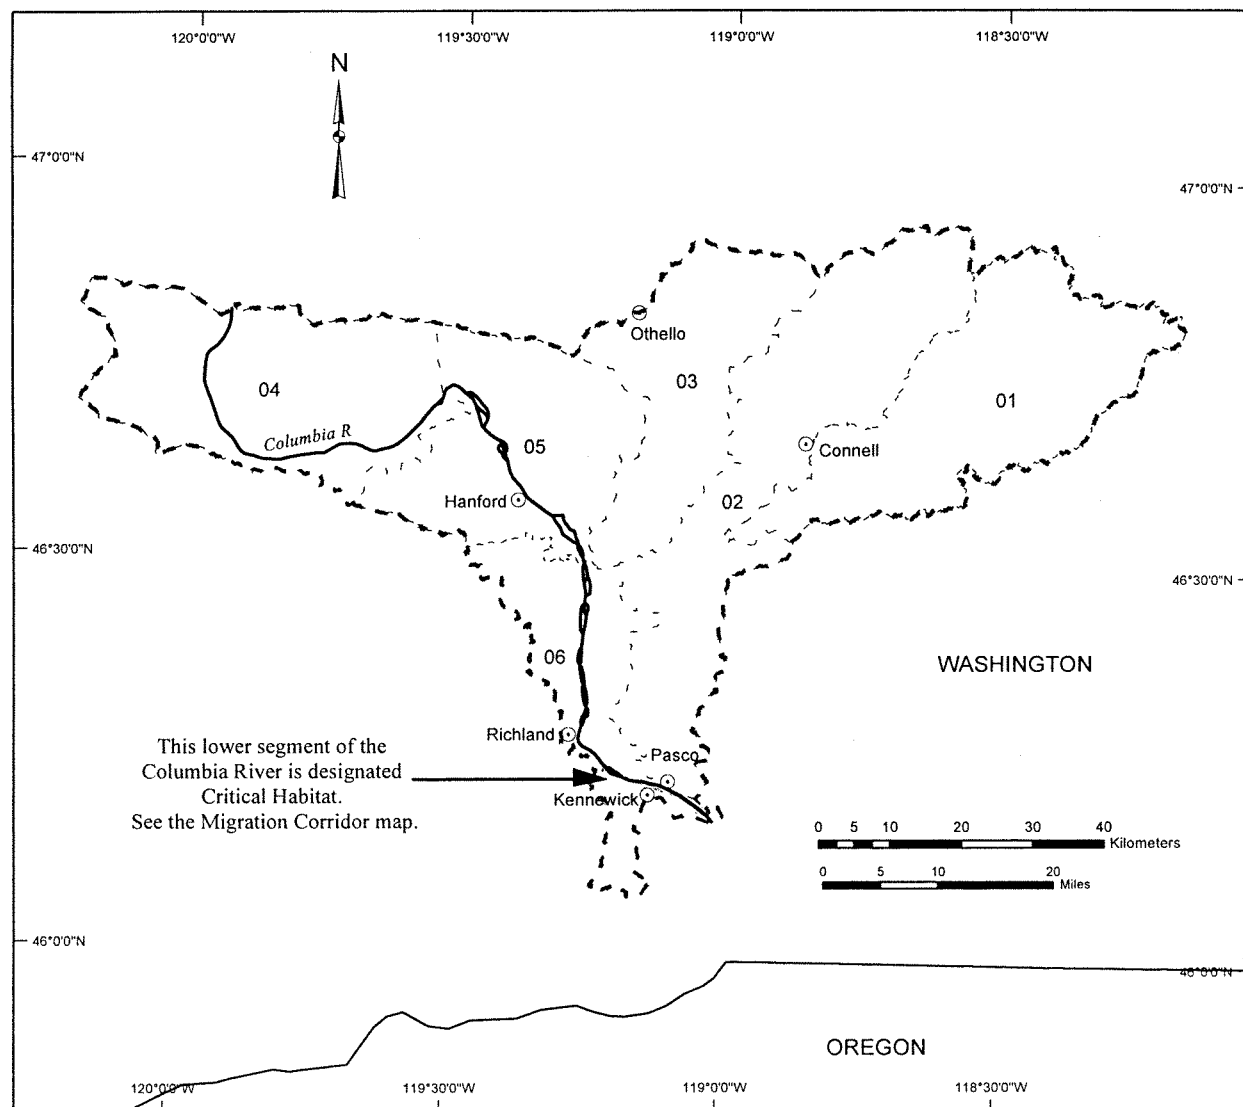 120°0'0"W
119°30'0"W
119°0'0"W
118°30'0"W
N
47°0'0"N
47°0'0"N
Othello
03
04
01
Columbia R
05
Connell
Hanford
02
46°30'0"N
46°30'0"N
06
WASHINGTON
Richland
This lower segment of the
Columbia River is designated
Critical Habitat.
See the Migration Corridor map.
Pasco
Kennewick
0 5 10 20 30 40
Kilometers
0 5 10 20
Miles
46°0'0"N
46°0'0"N
OREGON
120°0'0"W
119°30'0"W
119°0'0"W
118°30'0"W